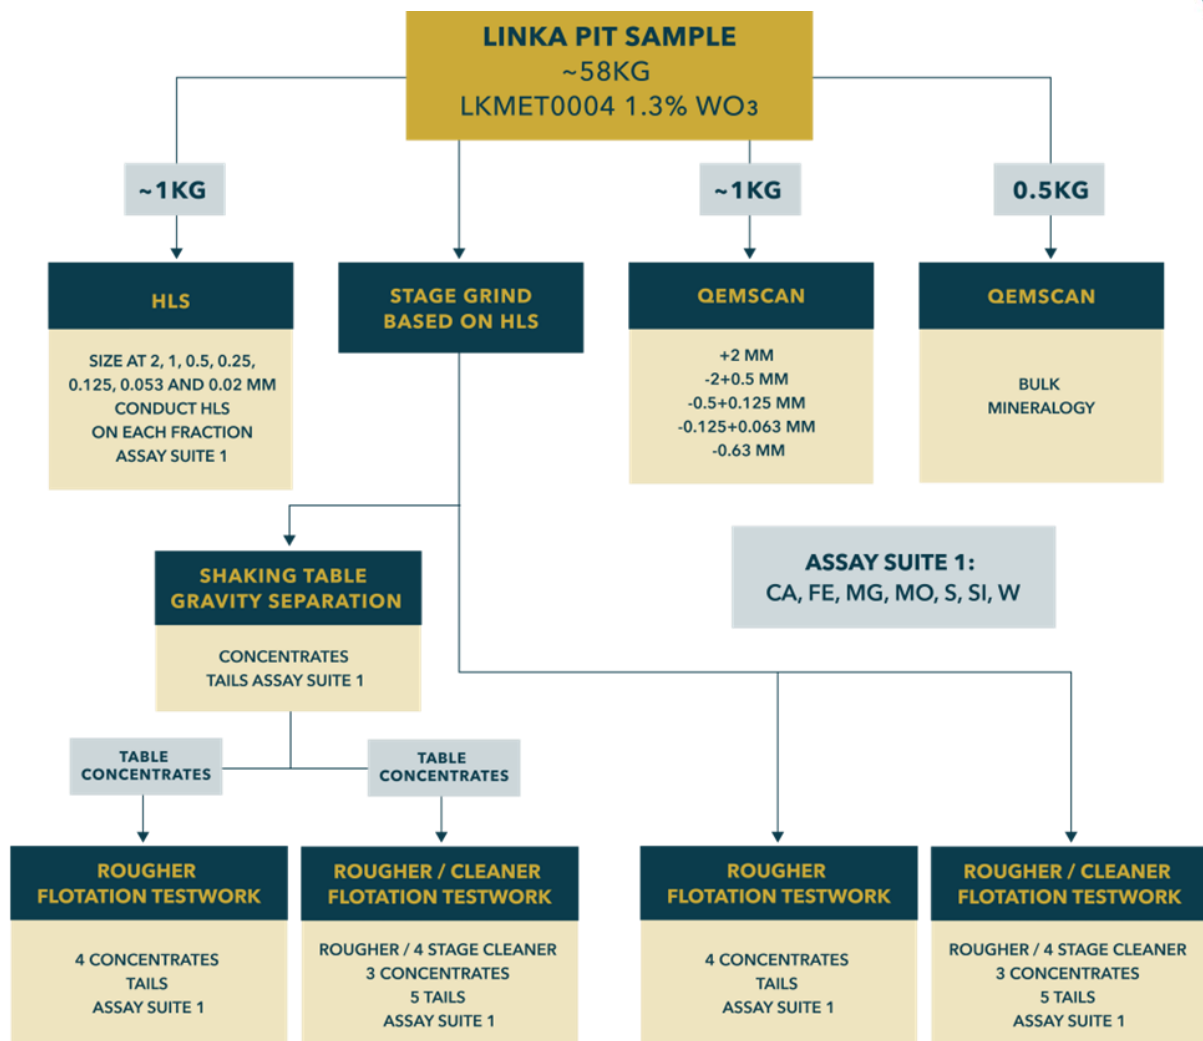 LINKA PIT SAMPLE
~58KG
LKMET0004 1.3% WO3
~1KG
~1KG
0.5KG
HLS
SIZE AT 2, 1, 0.5, 0.25,
0.125, 0.053 AND 0.02 MM
CONDUCT HLS
ON EACH FRACTION
ASSAY SUITE 1
STAGE GRIND
BASED ON HLS
QEMSCAN
+2 MM
-2+0.5 MM
-0.5+0.125 MM
-0.125+0.063 MM
-0.63 MM
QEMSCAN
BULK
MINERALOGY
SHAKING TABLE
GRAVITY SEPARATION
CONCENTRATES
TAILS ASSAY SUITE 1
ASSAY SUITE 1:
CA, FE, MG, MO, S, SI, W
TABLE
CONCENTRATES
TABLE
CONCENTRATES
ROUGHER
FLOTATION TESTWORK
4 CONCENTRATES
TAILS
ASSAY SUITE 1
ROUGHER / CLEANER
FLOTATION TESTWORK
ROUGHER / 4 STAGE CLEANER
3 CONCENTRATES
5 TAILS
ASSAY SUITE 1
ROUGHER
FLOTATION TESTWORK
4 CONCENTRATES
TAILS
ASSAY SUITE 1
ROUGHER / CLEANER
FLOTATION TESTWORK
ROUGHER / 4 STAGE CLEANER
3 CONCENTRATES
5 TAILS
ASSAY SUITE 1